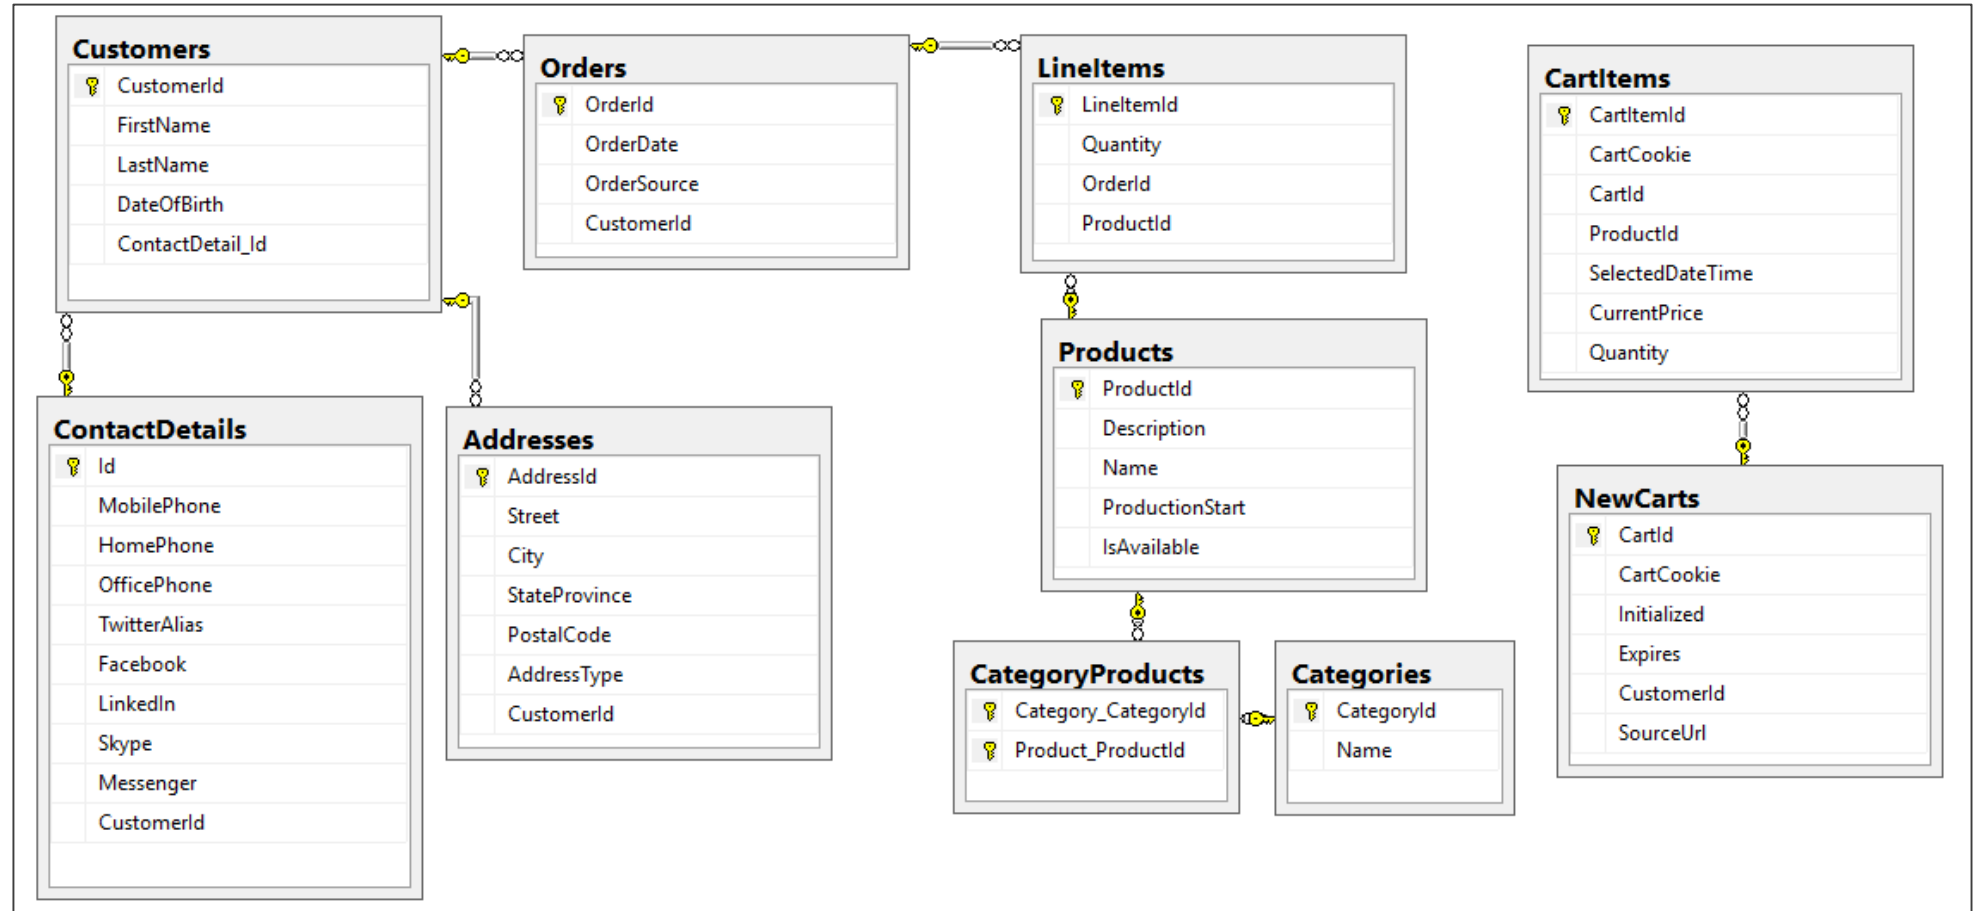 Customers
CustomerId
FirstName
LastName
DateOfBirth
ContactDetail_Id
Orders
OrderId
OrderDate
OrderSource
CustomerId
LineItems
LineItemId
Quantity
OrderId
ProductId
CartItems
CartItemId
CartCookie
CartId
ProductId
SelectedDateTime
CurrentPrice
Quantity
ContactDetails
Id
MobilePhone
HomePhone
OfficePhone
TwitterAlias
Facebook
LinkedIn
Skype
Messenger
CustomerId
Addresses
AddressId
Street
City
StateProvince
PostalCode
AddressType
CustomerId
Products
ProductId
Description
Name
ProductionStart
IsAvailable
CategoryProducts
Category_CategoryId
Product_ProductId
Categories
CategoryId
Name
NewCarts
CartId
CartCookie
Initialized
Expires
CustomerId
SourceUrl